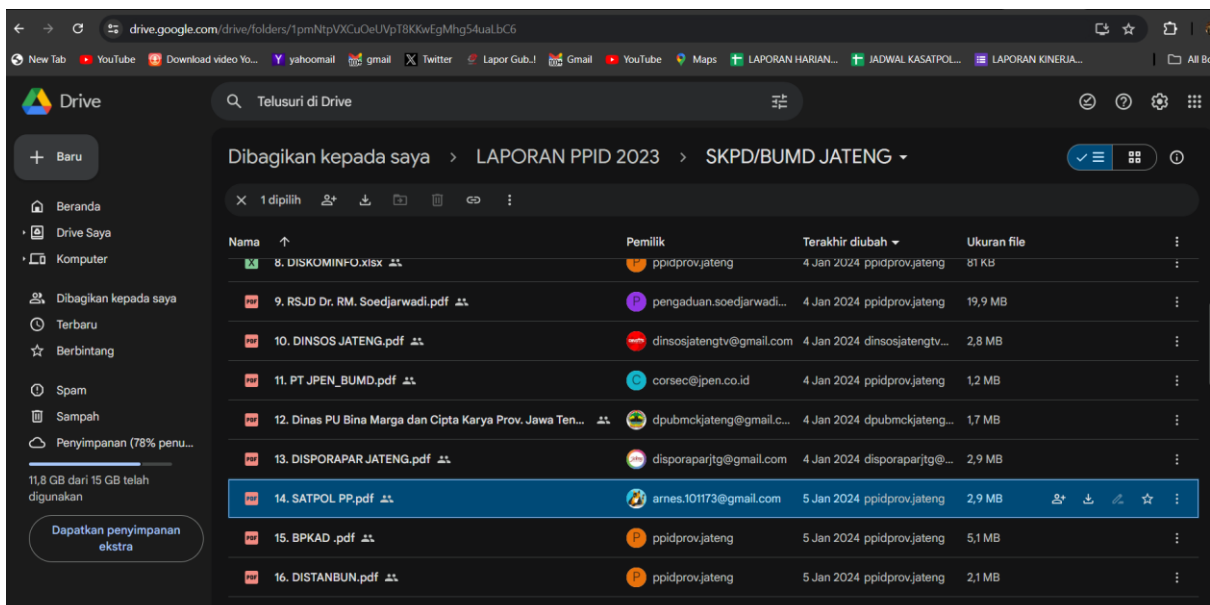 drive.google.com/drive/folders/1pmNtpVXCuOeUVpT8KKwEgMhg54uaLbC6
New Tab YouTube Download video Yo... yahoomail gmail Twitter Lapor Gub..! Gmail YouTube Maps LAPORAN HARIAN... JADWAL KASATPOL... LAPORAN KINERJA... All Bo
Drive
Telusuri di Drive
Baru
Dibagikan kepada saya > LAPORAN PPID 2023 > SKPD/BUMD JATENG
1 dipilih
Beranda
Drive Saya
Komputer
Dibagikan kepada saya
Terbaru
Berbintang
Spam
Sampah
Penyimpanan (78% penu...
11,8 GB dari 15 GB telah
digunakan
Dapatkan penyimpanan
ekstra
Nama Pemilik Terakhir diubah Ukuran file
8. DISKOMINFO.xlsx P ppidprov.jateng 4 Jan 2024 ppidprov.jateng 81 KB
PDF 9. RSJD Dr. RM. Soedjarwadi.pdf P pengaduan.soedjarwadi... 4 Jan 2024 ppidprov.jateng 19,9 MB
PDF 10. DINSOS JATENG.pdf dinsosjatengtv@gmail.com 4 Jan 2024 dinsosjatengtv... 2,8 MB
PDF 11. PT JPEN_BUMD.pdf C corsec@jpen.co.id 4 Jan 2024 ppidprov.jateng 1,2 MB
PDF 12. Dinas PU Bina Marga dan Cipta Karya Prov. Jawa Ten... dpubmckjateng@gmail.c... 4 Jan 2024 dpubmckjateng... 1,7 MB
PDF 13. DISPORAPAR JATENG.pdf disporaparjtg@gmail.com 4 Jan 2024 disporaparjtg@... 2,9 MB
PDF 14. SATPOL PP.pdf arnes.101173@gmail.com 5 Jan 2024 ppidprov.jateng 2,9 MB
PDF 15. BPKAD .pdf P ppidprov.jateng 5 Jan 2024 ppidprov.jateng 5,1 MB
PDF 16. DISTANBUN.pdf P ppidprov.jateng 5 Jan 2024 ppidprov.jateng 2,1 MB